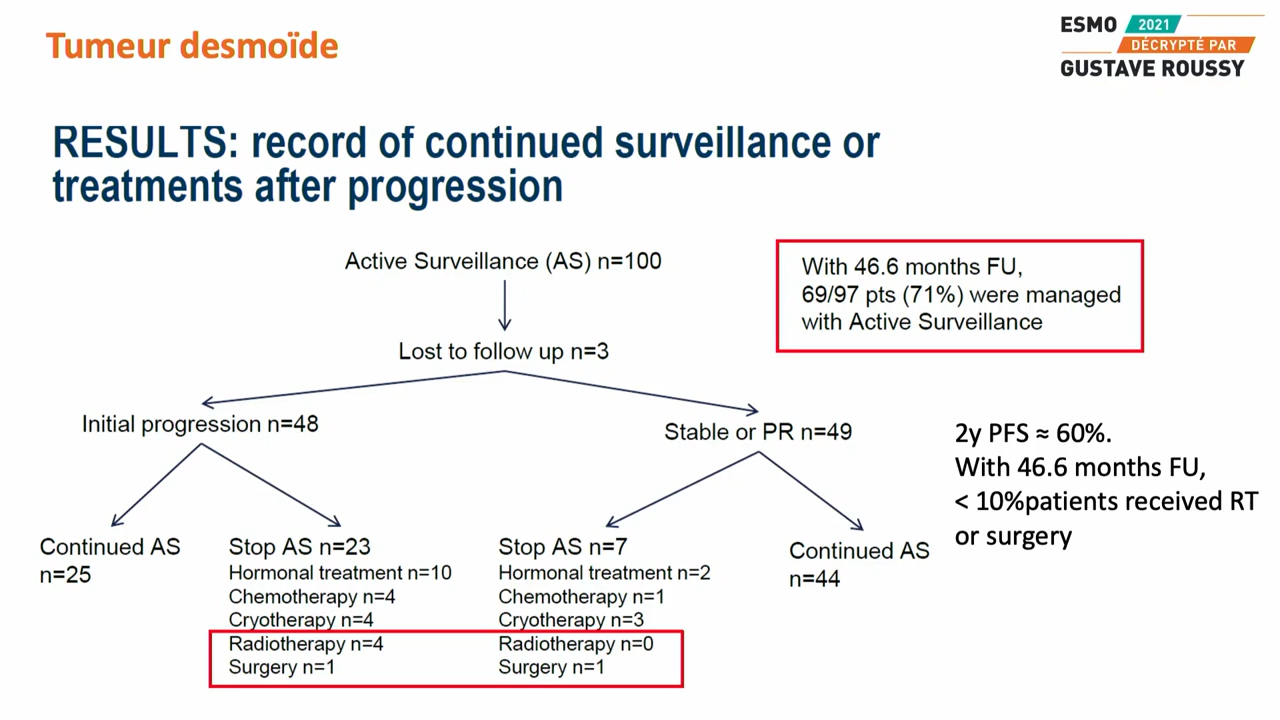 Tumeur desmoïde
ESMO 2021
DÉCRYPTÉ PAR
GUSTAVE ROUSSY
RESULTS: record of continued surveillance or
treatments after progression
Active Surveillance (AS) n=100
With 46.6 months FU,
69/97 pts (71%) were managed
with Active Surveillance
Lost to follow up n=3
Initial progression n=48
Stable or PR n=49
2y PFS ≈ 60%.
With 46.6 months FU,
< 10%patients received RT
or surgery
Continued AS
n=25
Stop AS n=23
Hormonal treatment n=10
Chemotherapy n=4
Cryotherapy n=4
Radiotherapy n=4
Surgery n=1
Stop AS n=7
Hormonal treatment n=2
Chemotherapy n=1
Cryotherapy n=3
Radiotherapy n=0
Surgery n=1
Continued AS
n=44